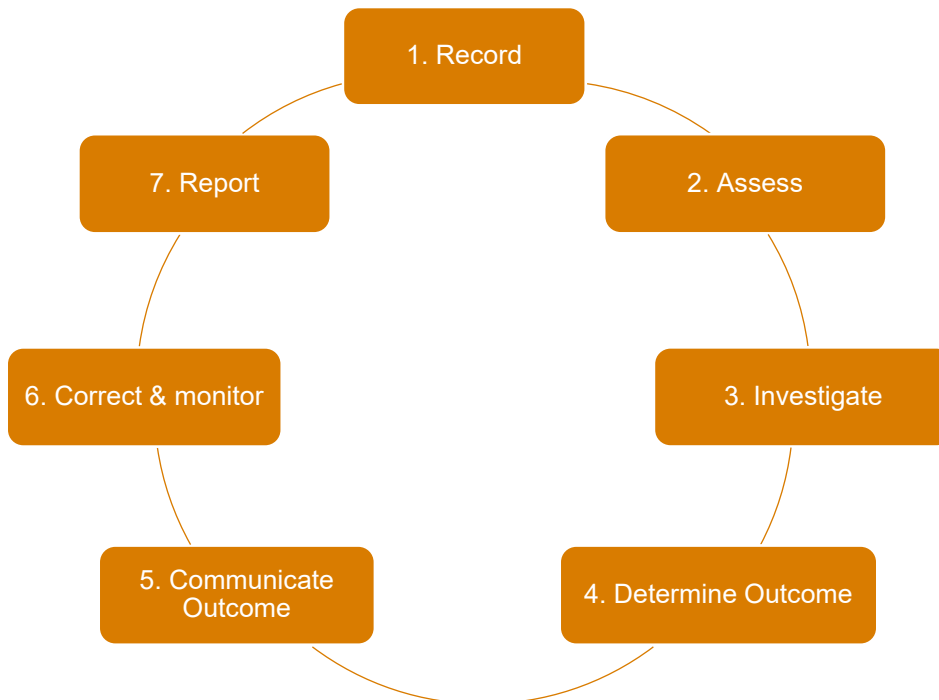 1. Record
2. Assess
3. Investigate
4. Determine Outcome
5. Communicate
Outcome
6. Correct & monitor
7. Report